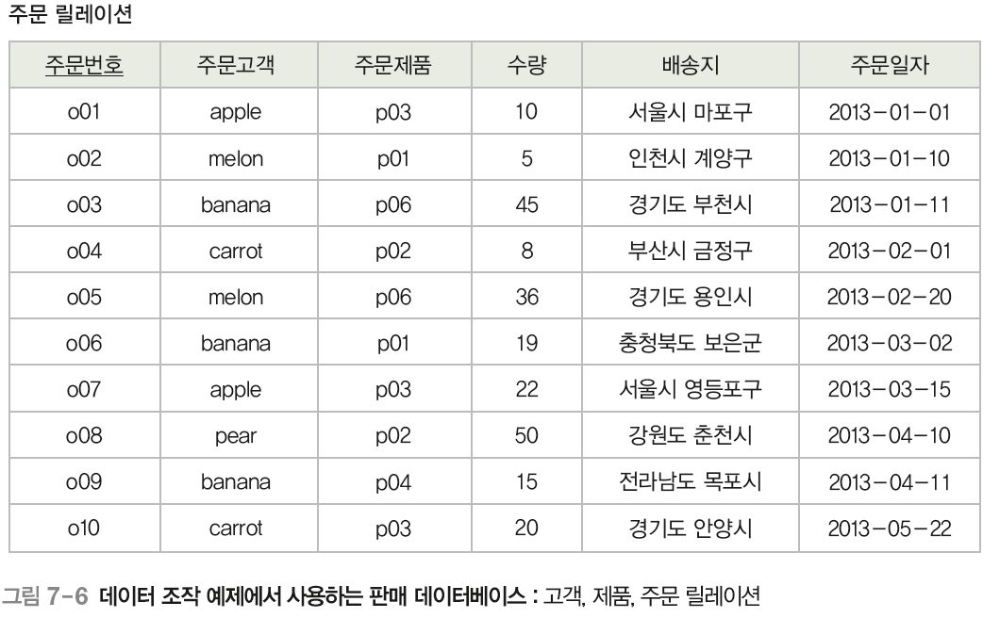 주문 릴레이션
주문번호 주문고객 주문제품 수량 배송지 주문일자
o01 apple p03 10 서울시 마포구 2013-01-01
o02 melon p01 5 인천시 계양구 2013-01-10
o03 banana p06 45 경기도 부천시 2013-01-11
o04 carrot p02 8 부산시 금정구 2013-02-01
o05 melon p06 36 경기도 용인시 2013-02-20
o06 banana p01 19 충청북도 보은군 2013-03-02
o07 apple p03 22 서울시 영등포구 2013-03-15
o08 pear p02 50 강원도 춘천시 2013-04-10
o09 banana p04 15 전라남도 목포시 2013-04-11
o10 carrot p03 20 경기도 안양시 2013-05-22
그림 7-6 데이터 조작 예제에서 사용하는 판매 데이터베이스 : 고객, 제품, 주문 릴레이션